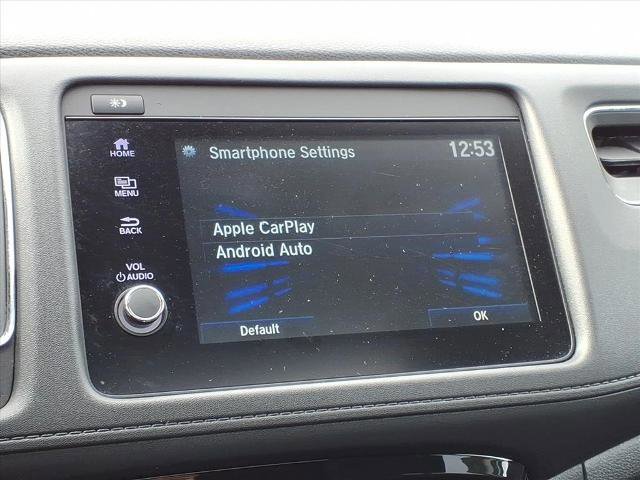 HOME
MENU
BACK
VOL
AUDIO
Smartphone Settings
12:53
Apple CarPlay
Android Auto
Default
OK